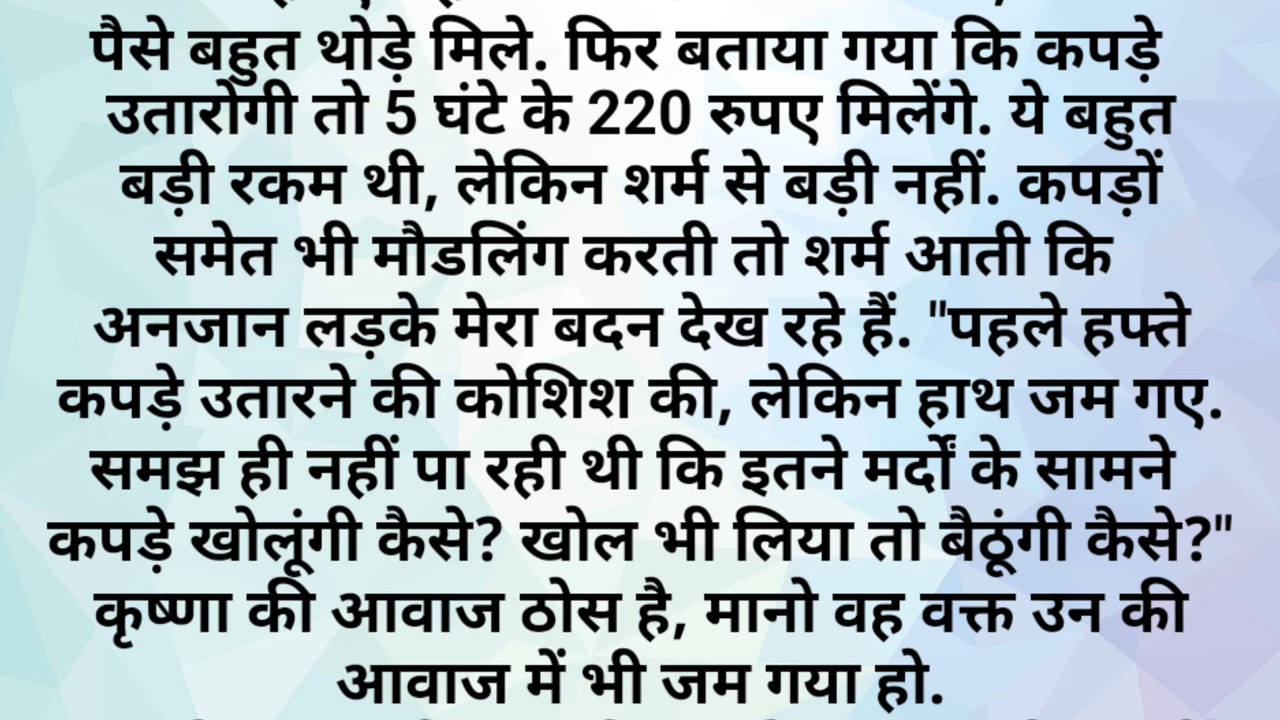 पैसे बहुत थोड़े मिले. फिर बताया गया कि कपड़े
उतारोगी तो 5 घंटे के 220 रुपए मिलेंगे. ये बहुत
बड़ी रकम थी, लेकिन शर्म से बड़ी नहीं. कपड़ों
समेत भी मौडलिंग करती तो शर्म आती कि
अनजान लड़के मेरा बदन देख रहे हैं. "पहले हफ्ते
कपड़े उतारने की कोशिश की, लेकिन हाथ जम गए.
समझ ही नहीं पा रही थी कि इतने मर्दों के सामने
कपड़े खोलूंगी कैसे? खोल भी लिया तो बैठूंगी कैसे?"
कृष्णा की आवाज ठोस है, मानो वह वक्त उन की
आवाज में भी जम गया हो.